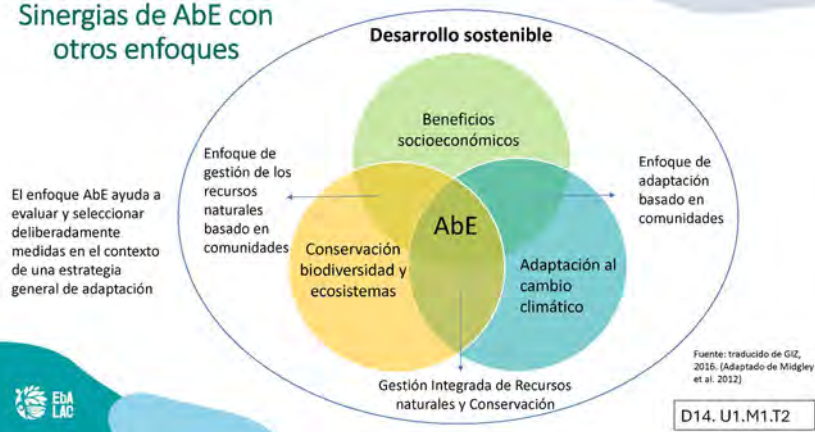 Sinergias de AbE con
otros enfoques
El enfoque AbE ayuda a
evaluar y seleccionar
deliberadamente
medidas en el contexto
de una estrategia
general de adaptación
Desarrollo sostenible
Beneficios
socioeconómicos
Enfoque de
gestión de los
recursos
naturales
basado en
comunidades
Enfoque de
adaptación
basado en
comunidades
AbE
Conservación
biodiversidad y
ecosistemas
Adaptación al
cambio
climático
Gestión Integrada de Recursos
naturales y Conservación
Fuente: traducido de GIZ,
2016. (Adaptado de Midgley
et al. 2012)
EbA
LAC
D14. U1.M1.T2